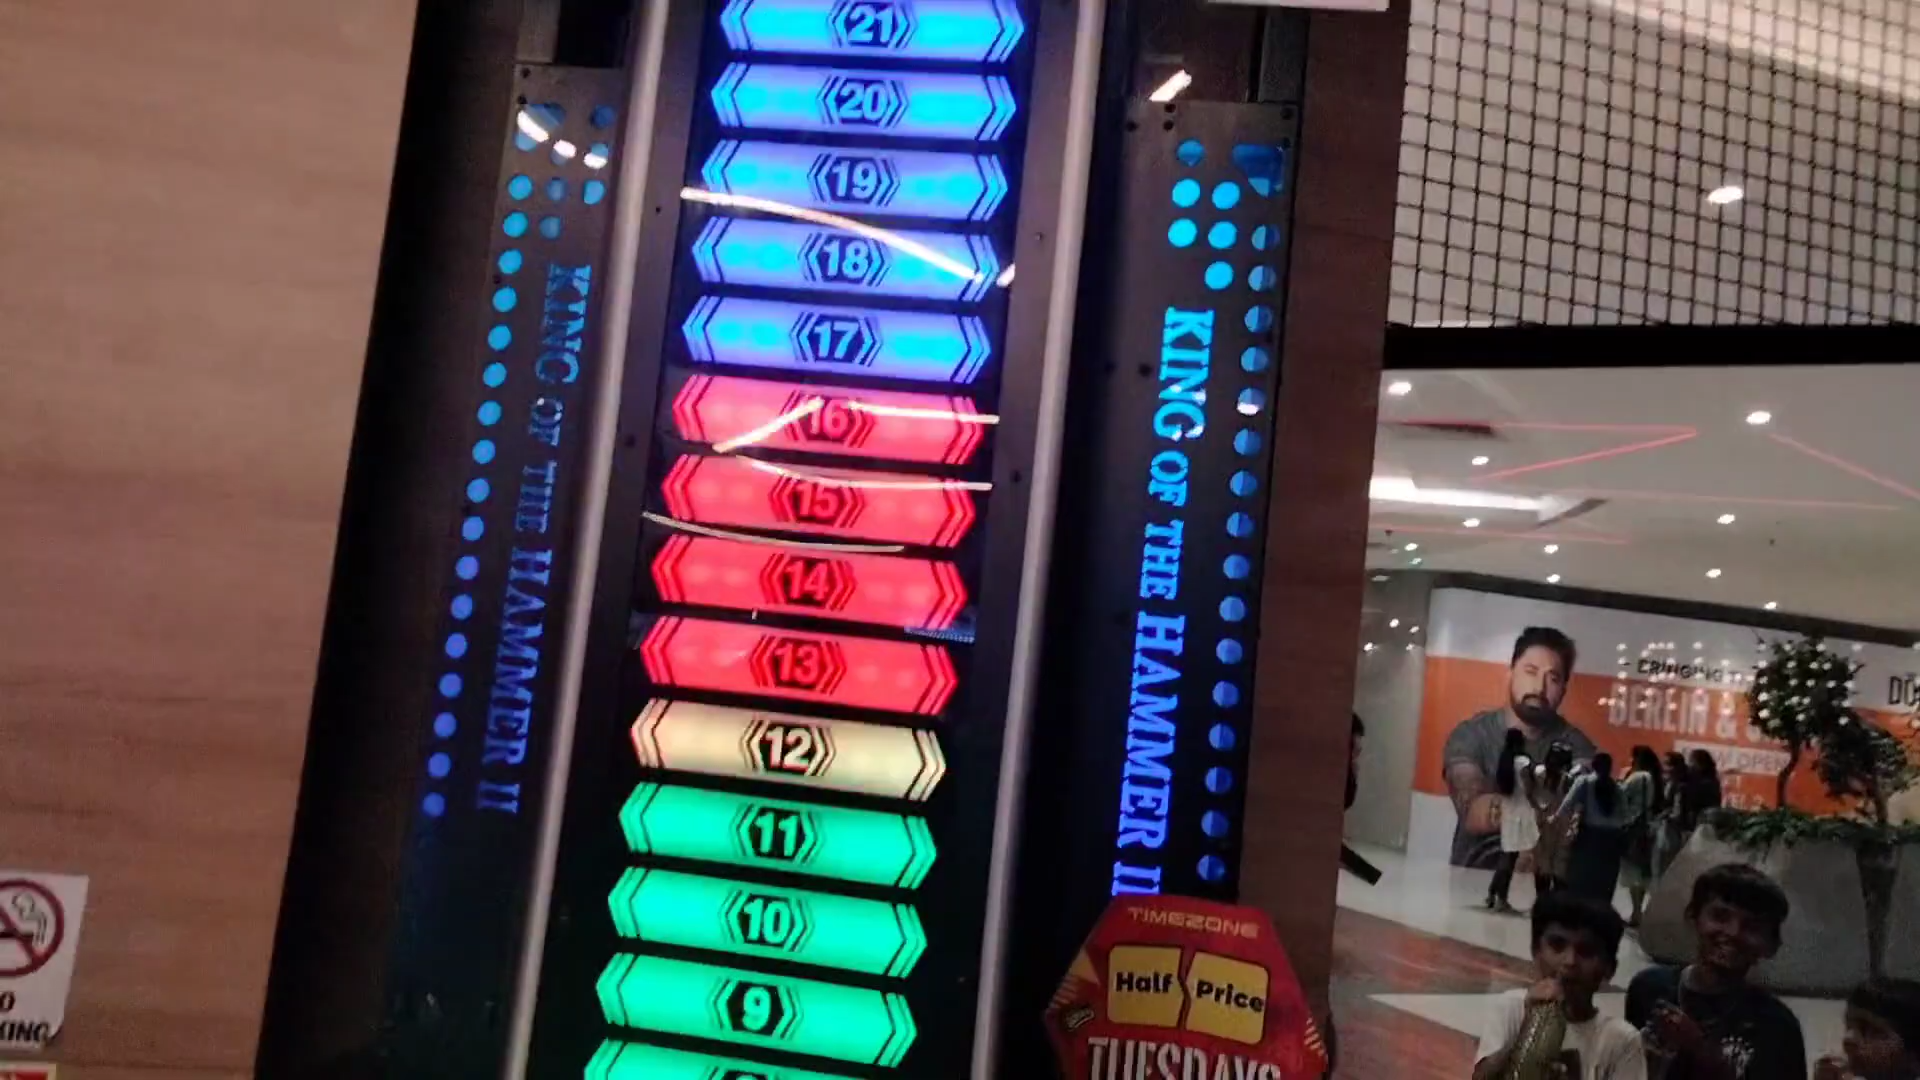 21
20
19
18
17
16
15
14
13
12
11
10
9
KING OF THE HAMMER II
KING OF THE HAMMER II
TIMEZONE
Half Price
TUESDAYS